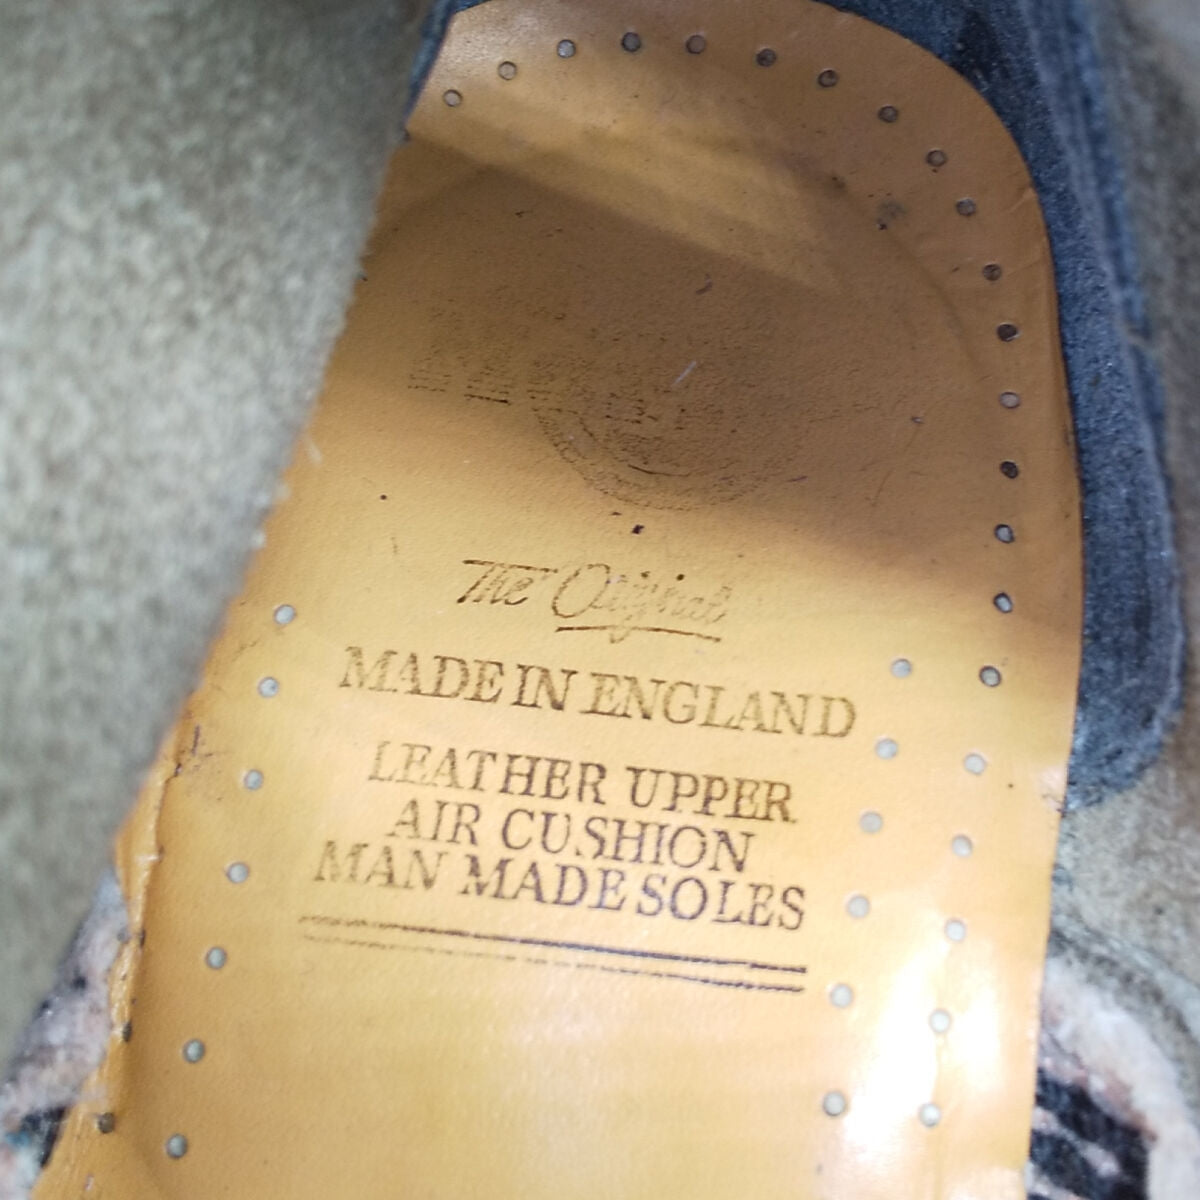 The Original
MADE IN ENGLAND
LEATHER UPPER
AIR CUSHION
MAN MADE SOLES